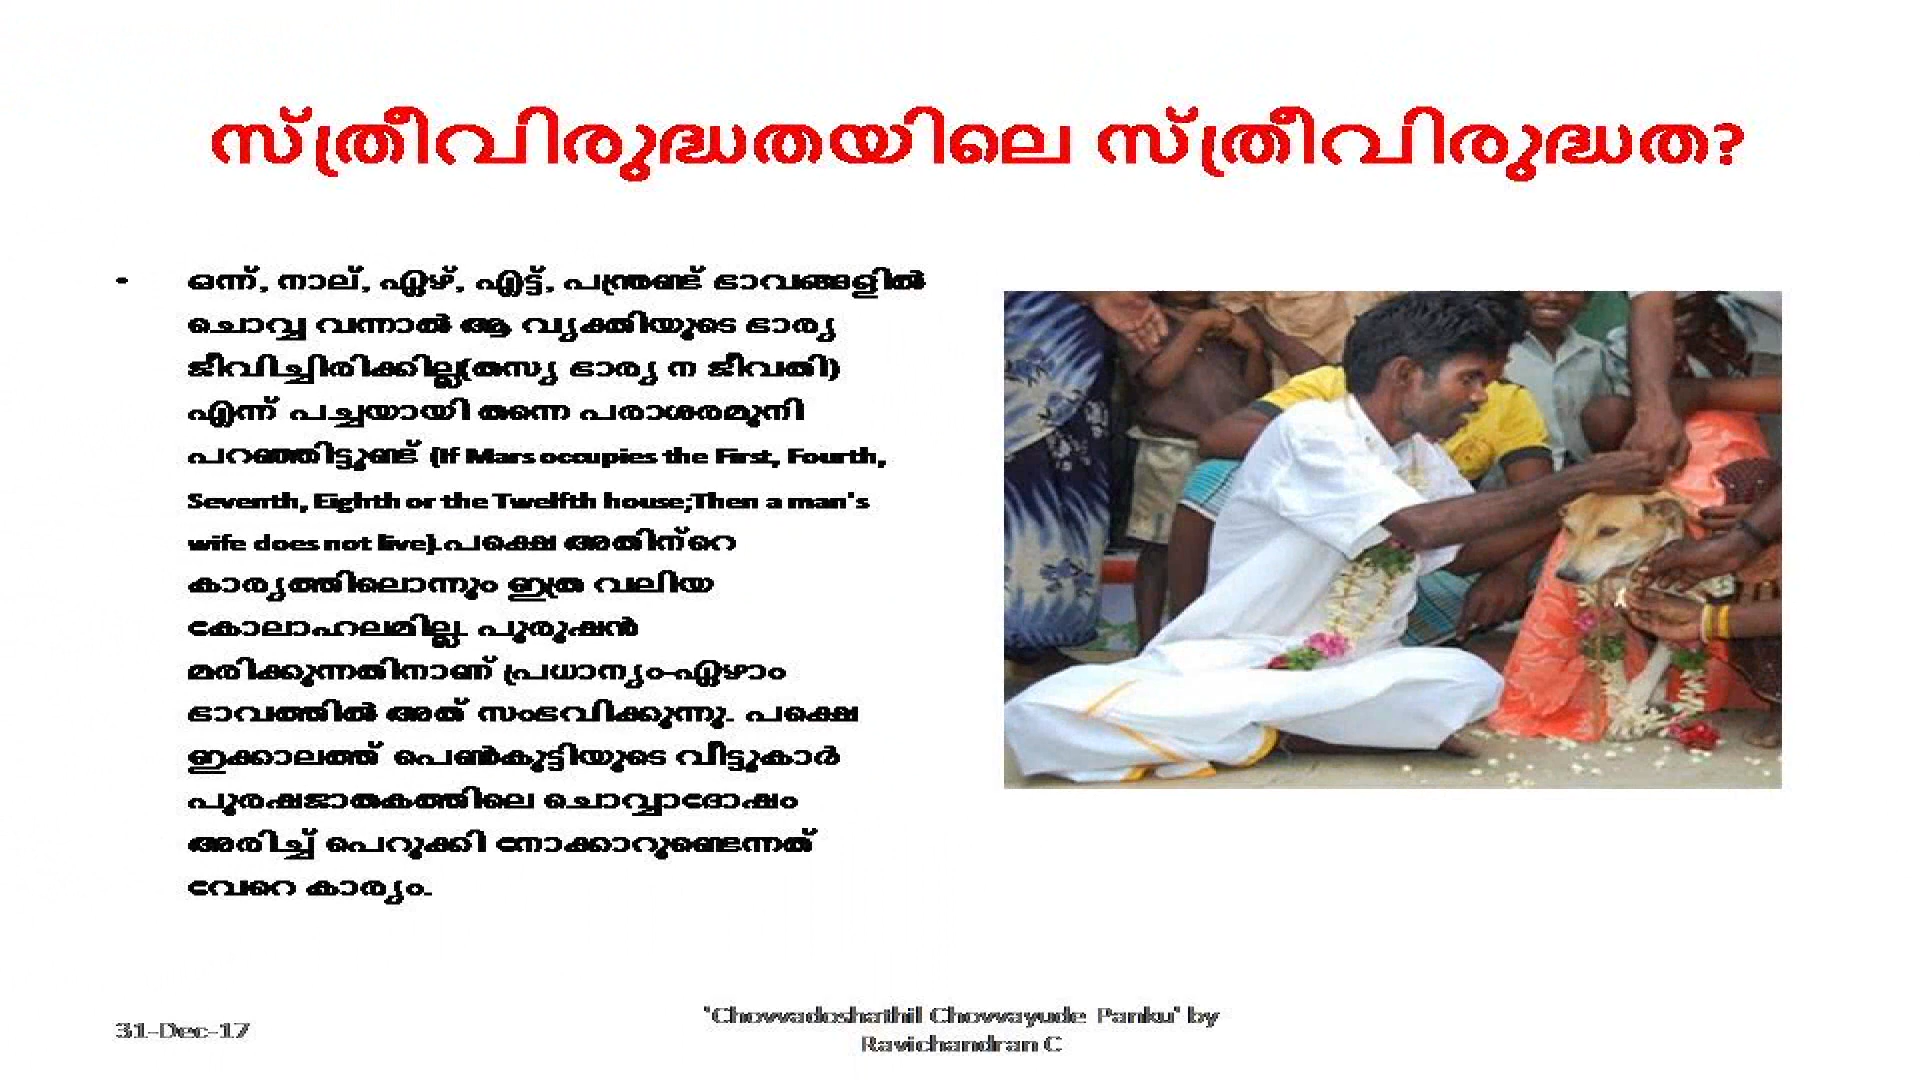 സ്ത്രീവിരുദ്ധതയിലെ സ്ത്രീവിരുദ്ധത?
• ഒന്ന്, നാല്, ഏഴ്, എട്ട്, പന്ത്രണ്ട് ഭാവങ്ങളിൽ
ചൊവ്വ വന്നാൽ ആ വ്യക്തിയുടെ ഭാര്യ
ജീവിച്ചിരിക്കില്ല(തസ്യ ഭാര്യ ന ജീവതി)
എന്ന് പച്ചയായി തന്നെ പരാശരമുനി
പറഞ്ഞിട്ടുണ്ട് (If Mars occupies the First, Fourth,
Seventh, Eighth or the Twelfth house;Then a man's
wife does not live).പക്ഷെ അതിന്റെ
കാര്യത്തിലൊന്നും ഇത്ര വലിയ
കോലാഹലമില്ല. പുരുഷൻ
മരിക്കുന്നതിനാണ് പ്രധാന്യം-ഏഴാം
ഭാവത്തിൽ അത് സംഭവിക്കുന്നു. പക്ഷെ
ഇക്കാലത്ത് പെൺകുട്ടിയുടെ വീട്ടുകാർ
പുരഷജാതകത്തിലെ ചൊവ്വാദോഷം
അരിച്ച് പെറുക്കി നോക്കാറുണ്ടെന്നത്
വേറെ കാര്യം.
31-Dec-17
'Chowwadoshathil Chowwayude Panku' by
Ravichandran C